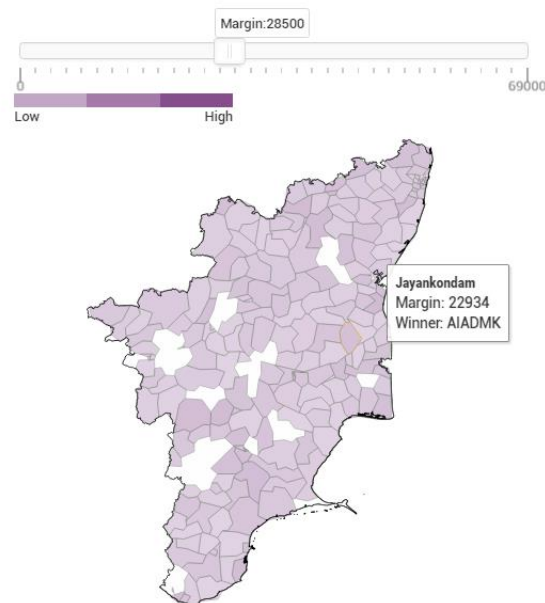 Margin:28500
0
69000
Low
High
Jayankondam
Margin: 22934
Winner: AIADMK